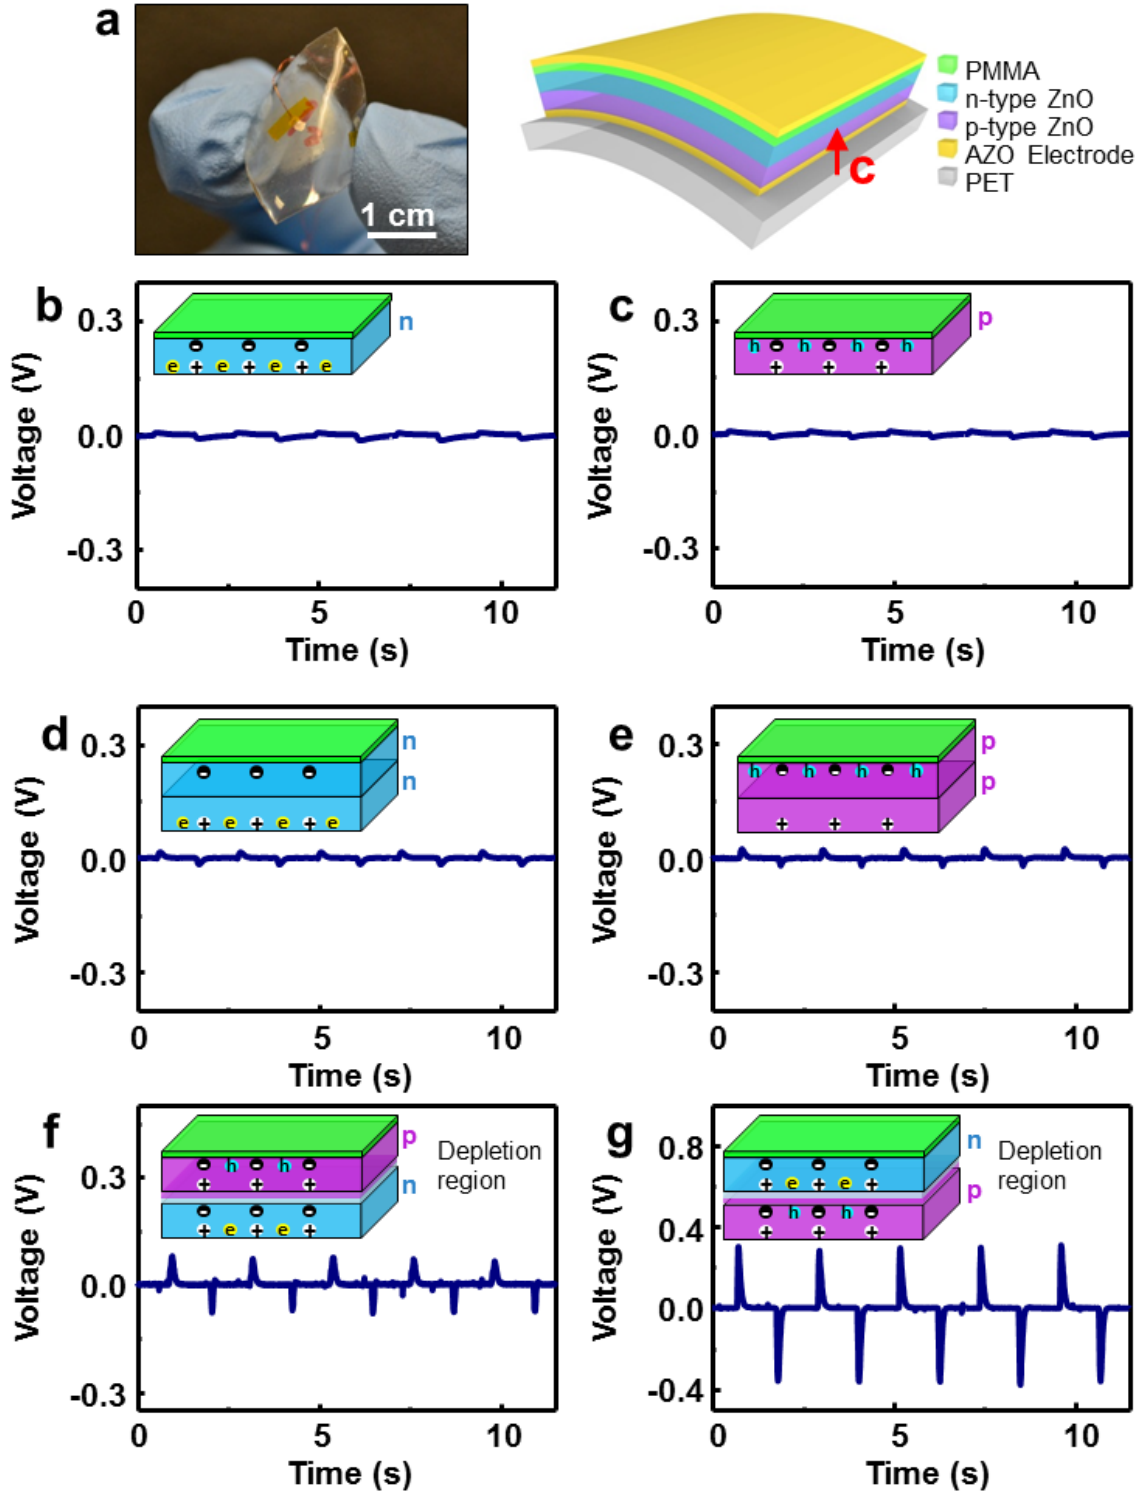 a
1 cm
PMMA
n-type ZnO
p-type ZnO
AZO Electrode
PET
c
b
n
e e e e
0.3
0.0
-0.3
Voltage (V)
0 5 10
Time (s)
c
p
h h h h
0.3
0.0
-0.3
Voltage (V)
0 5 10
Time (s)
d
n
n
e e e e
0.3
0.0
-0.3
Voltage (V)
0 5 10
Time (s)
e
p
p
h h h h
0.3
0.0
-0.3
Voltage (V)
0 5 10
Time (s)
f
p
n
h h
e e
Depletion
region
0.3
0.0
-0.3
Voltage (V)
0 5 10
Time (s)
g
n
p
e e
h h
Depletion
region
0.8
0.4
0.0
-0.4
Voltage (V)
0 5 10
Time (s)